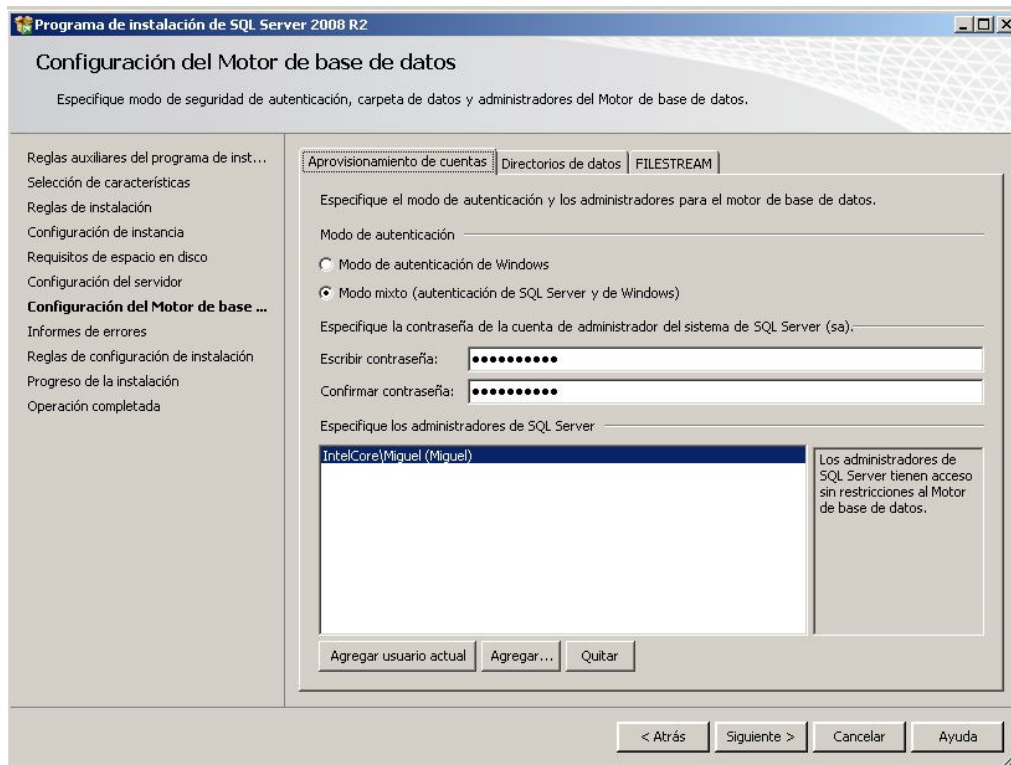 Programa de instalación de SQL Server 2008 R2
Configuración del Motor de base de datos
Especifique modo de seguridad de autenticación, carpeta de datos y administradores del Motor de base de datos.
Reglas auxiliares del programa de inst...
Selección de características
Reglas de instalación
Configuración de instancia
Requisitos de espacio en disco
Configuración del servidor
Configuración del Motor de base ...
Informes de errores
Reglas de configuración de instalación
Progreso de la instalación
Operación completada
Aprovisionamiento de cuentas
Directorios de datos
FILESTREAM
Especifique el modo de autenticación y los administradores para el motor de base de datos.
Modo de autenticación
Modo de autenticación de Windows
Modo mixto (autenticación de SQL Server y de Windows)
Especifique la contraseña de la cuenta de administrador del sistema de SQL Server (sa).
Escribir contraseña: ●●●●●●●●●●
Confirmar contraseña: ●●●●●●●●●●
Especifique los administradores de SQL Server
IntelCore\Miguel (Miguel)
Los administradores de
SQL Server tienen acceso
sin restricciones al Motor
de base de datos.
Agregar usuario actual
Agregar...
Quitar
< Atrás
Siguiente >
Cancelar
Ayuda